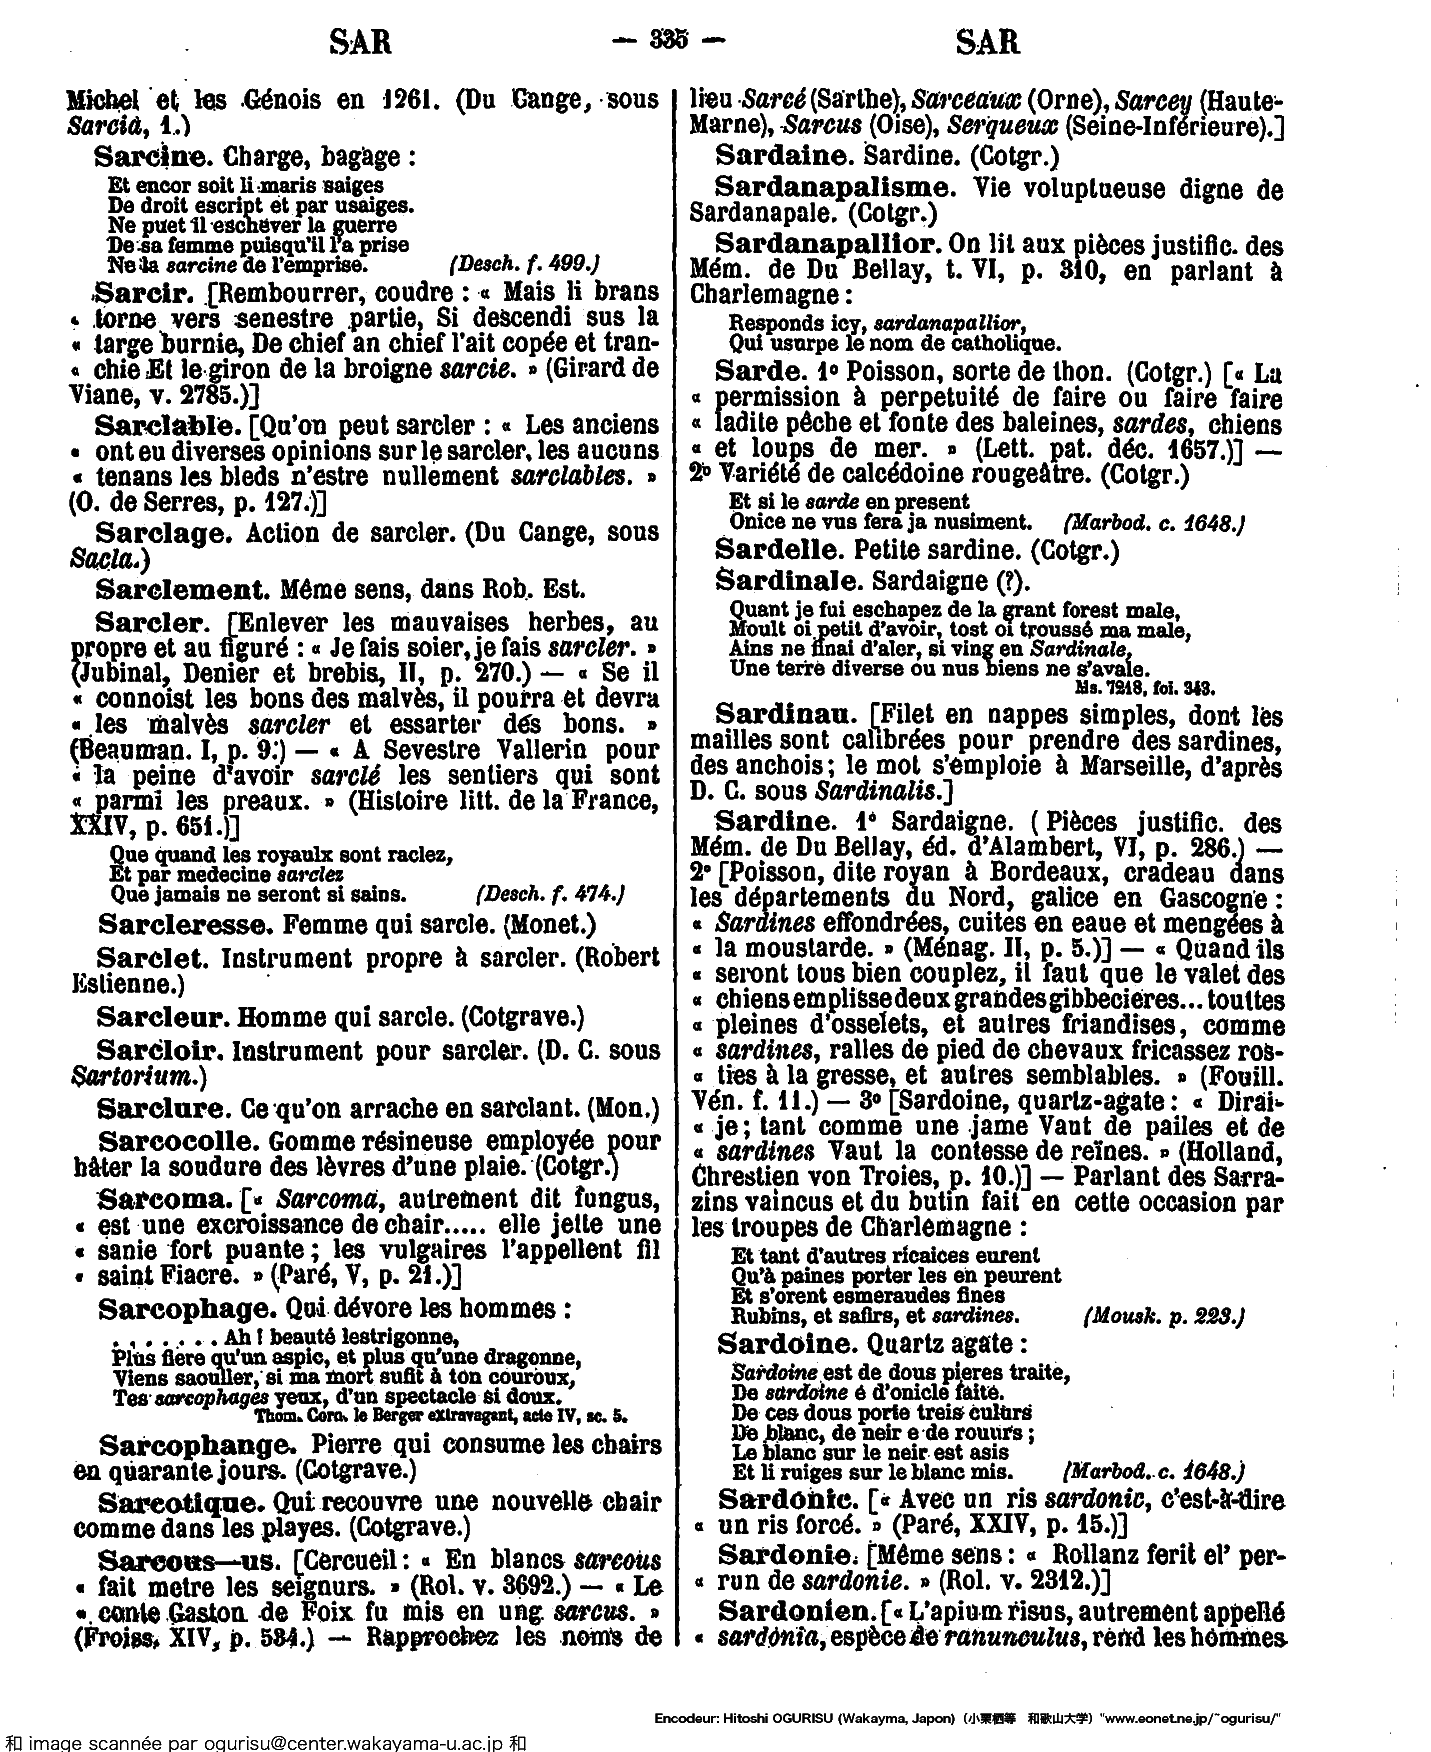 SAR — 335 — SAR
Michel et les Génois en 1261. (Du Cange, sous
Sarcia, 1.)
Sarcine. Charge, bagage :
Et encor soit li maris saiges
De droit escript et par usaiges.
Ne puet il eschever la guerre
De sa femme puisqu'il l'a prise
Ne la sarcine de l'emprise. (Desch. f. 499.)
Sarcir. [Rembourrer, coudre : « Mais li brans
« torne vers senestre partie, Si descendi sus la
« targe burnie, De chief an chief l'ait copée et tran-
« chie Et le giron de la broigne sarcie. » (Girard de
Viane, v. 2785.)]
Sarclable. [Qu'on peut sarcler : « Les anciens
« ont eu diverses opinions sur le sarcler, les aucuns
« tenans les bleds n'estre nullement sarclables. »
(O. de Serres, p. 127.)]
Sarclage. Action de sarcler. (Du Cange, sous
Sacla.)
Sarclement. Même sens, dans Rob. Est.
Sarcler. [Enlever les mauvaises herbes, au
propre et au figuré : « Je fais soier, je fais sarcler. »
(Jubinal, Denier et brebis, II, p. 270.) — « Se il
« connoist les bons des malvès, il pourra et devra
« les malvès sarcler et essarter des bons. »
(Beauman. I, p. 9.) — « A Sevestre Vallerin pour
« la peine d'avoir sarclé les sentiers qui sont
« parmi les preaux. » (Histoire litt. de la France,
XXIV, p. 651.)]
Que quand les royaulx sont raclez,
Et par medecine sarclez
Que jamais ne seront si sains. (Desch. f. 474.)
Sarcleresse. Femme qui sarcle. (Monet.)
Sarclet. Instrument propre à sarcler. (Robert
Estienne.)
Sarcleur. Homme qui sarcle. (Cotgrave.)
Sarcloir. Instrument pour sarcler. (D. C. sous
Sartorium.)
Sarclure. Ce qu'on arrache en sarclant. (Mon.)
Sarcocolle. Gomme résineuse employée pour
hâter la soudure des lèvres d'une plaie. (Cotgr.)
Sarcoma. [« Sarcoma, autrement dit fungus,
« est une excroissance de chair..... elle jette une
« sanie fort puante ; les vulgaires l'appellent fil
« saint Fiacre. » (Paré, V, p. 21.)]
Sarcophage. Qui dévore les hommes :
. . . . . . . Ah ! beauté lestrigonne,
Plus fiere qu'un aspic, et plus qu'une dragonne,
Viens saouller, si ma mort sufit à ton couroux,
Tes sarcophages yeux, d'un spectacle si doux.
Thom. Corn. le Berger extravagant, acte IV, sc. 5.
Sarcophange. Pierre qui consume les chairs
en quarante jours. (Cotgrave.)
Sarcotique. Qui recouvre une nouvelle chair
comme dans les playes. (Cotgrave.)
Sarcous—us. [Cercueil : « En blancs sarcous
« fait metre les seignurs. » (Rol. v. 3692.) — « Le
« conte Gaston de Foix fu mis en ung sarcus. »
(Froiss. XIV, p. 584.) — Rapprochez les noms de
lieu Sarcé (Sarthe), Sarceaux (Orne), Sarcey (Haute-
Marne), Sarcus (Oise), Serqueux (Seine-Inférieure).]
Sardaine. Sardine. (Cotgr.)
Sardanapalisme. Vie voluptueuse digne de
Sardanapale. (Cotgr.)
Sardanapallior. On lit aux pièces justific. des
Mém. de Du Bellay, t. VI, p. 310, en parlant à
Charlemagne :
Responds icy, sardanapallior,
Qui usurpe le nom de catholique.
Sarde. 1º Poisson, sorte de thon. (Cotgr.) [« La
« permission à perpetuité de faire ou faire faire
« ladite pêche et fonte des baleines, sardes, chiens
« et loups de mer. » (Lett. pat. déc. 1657.)] —
2º Variété de calcédoine rougeâtre. (Cotgr.)
Et si le sarde en present
Onice ne vus fera ja nusiment. (Marbod. c. 1648.)
Sardelle. Petite sardine. (Cotgr.)
Sardinale. Sardaigne (?).
Quant je fui eschapez de la grant forest male,
Moult oi petit d'avoir, tost oi troussé ma male,
Ains ne finai d'aler, si ving en Sardinale,
Une terre diverse ou nus biens ne s'avale.
Ms. 7218, fol. 343.
Sardinau. [Filet en nappes simples, dont les
mailles sont calibrées pour prendre des sardines,
des anchois ; le mot s'emploie à Marseille, d'après
D. C. sous Sardinalis.]
Sardine. 1º Sardaigne. ( Pièces justific. des
Mém. de Du Bellay, éd. d'Alambert, VI, p. 286.) —
2º [Poisson, dite royan à Bordeaux, cradeau dans
les départements du Nord, galice en Gascogne :
« Sardines effondrées, cuites en eaue et mengées à
« la moustarde. » (Ménag. II, p. 5.)] — « Quand ils
« seront tous bien couplez, il faut que le valet des
« chiens emplisse deux grandes gibbecieres... touttes
« pleines d'osselets, et autres friandises, comme
« sardines, ralles de pied de chevaux fricassez ros-
« ties à la gresse, et autres semblables. » (Fouill.
Vén. f. 11.) — 3º [Sardoine, quartz-agate : « Dirai-
« je ; tant comme une jame Vaut de pailes et de
« sardines Vaut la contesse de reïnes. » (Holland,
Chrestien von Troies, p. 10.)] — Parlant des Sarra-
zins vaincus et du butin fait en cette occasion par
les troupes de Charlemagne :
Et tant d'autres ricaices eurent
Qu'à paines porter les en peurent
Et s'orent esmeraudes fines
Rubins, et safirs, et sardines. (Mousk. p. 223.)
Sardoine. Quartz agate :
Sardoine est de dous pieres traite,
De sardoine e d'onicle faite.
De ces dous porte treis culurs
De blanc, de neir e de rouurs ;
Le blanc sur le neir est asis
Et li ruiges sur le blanc mis. (Marbod. c. 1648.)
Sardonic. [« Avec un ris sardonic, c'est-à-dire
« un ris forcé. » (Paré, XXIV, p. 15.)]
Sardonie. [Même sens : « Rollanz ferit el' per-
« run de sardonie. » (Rol. v. 2312.)]
Sardonien. [« L'apium risus, autrement appellé
« sardonia, espèce de ranunculus, rend les hommes
Encodeur: Hitoshi OGURISU (Wakayma, Japon) (小栗栖等 和歌山大学) "www.eonet.ne.jp/~ogurisu/"
和 image scannée par ogurisu@center.wakayama-u.ac.jp 和